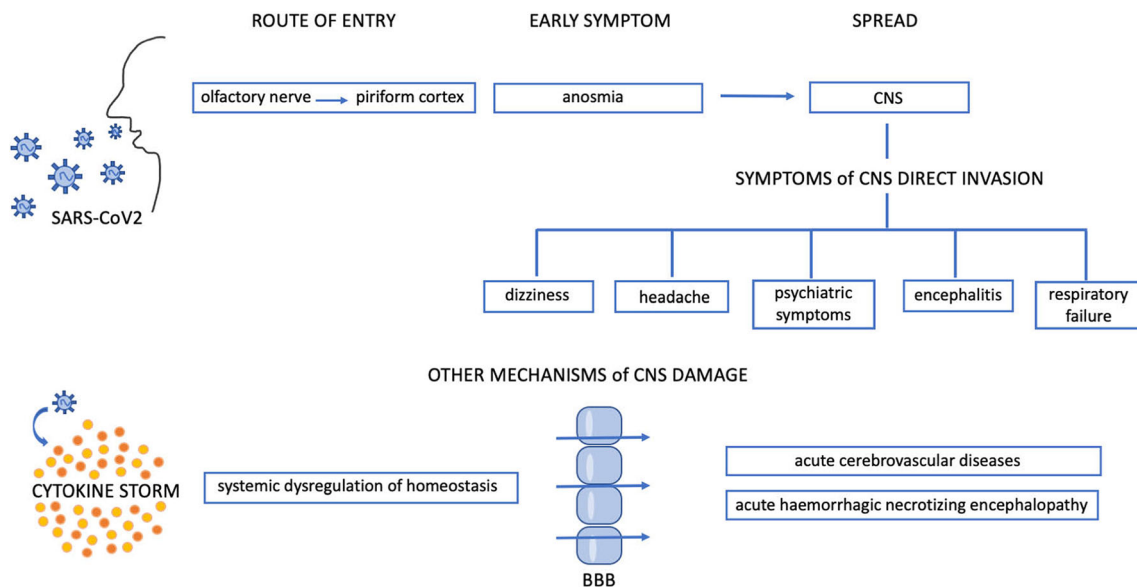 ROUTE OF ENTRY
EARLY SYMPTOM
SPREAD
olfactory nerve
piriform cortex
anosmia
CNS
SARS-CoV2
SYMPTOMS of CNS DIRECT INVASION
dizziness
headache
psychiatric
symptoms
encephalitis
respiratory
failure
OTHER MECHANISMS of CNS DAMAGE
CYTOKINE STORM
systemic dysregulation of homeostasis
BBB
acute cerebrovascular diseases
acute haemorrhagic necrotizing encephalopathy